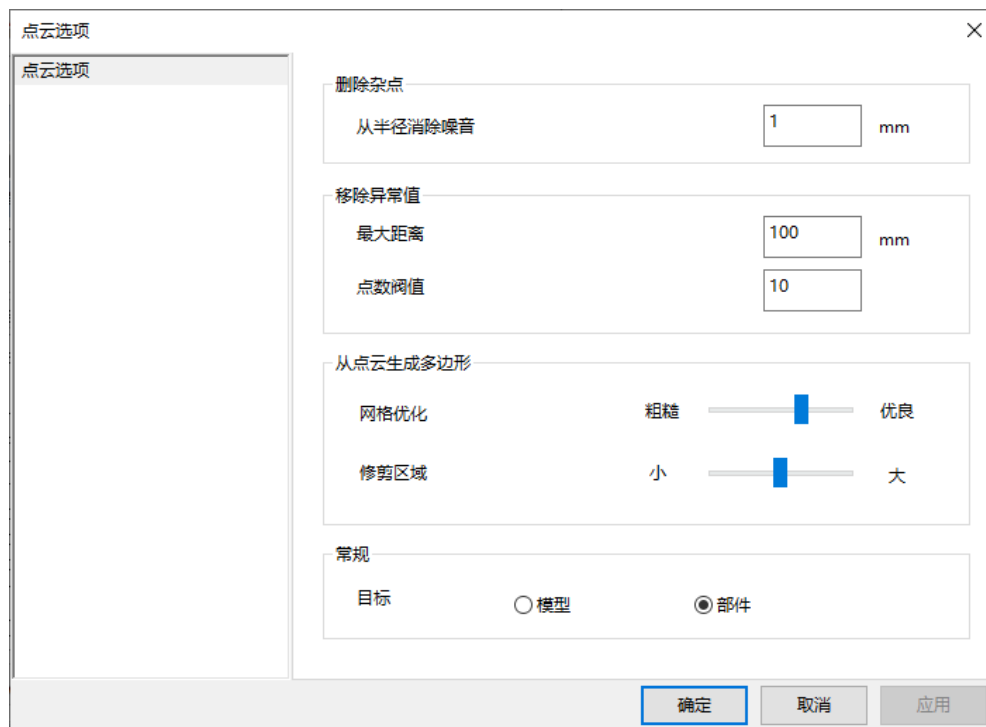 点云选项
点云选项
删除杂点
从半径消除噪音 1 mm
移除异常值
最大距离 100 mm
点数阀值 10
从点云生成多边形
网格优化 粗糙 优良
修剪区域 小 大
常规
目标 模型 部件
确定 取消 应用